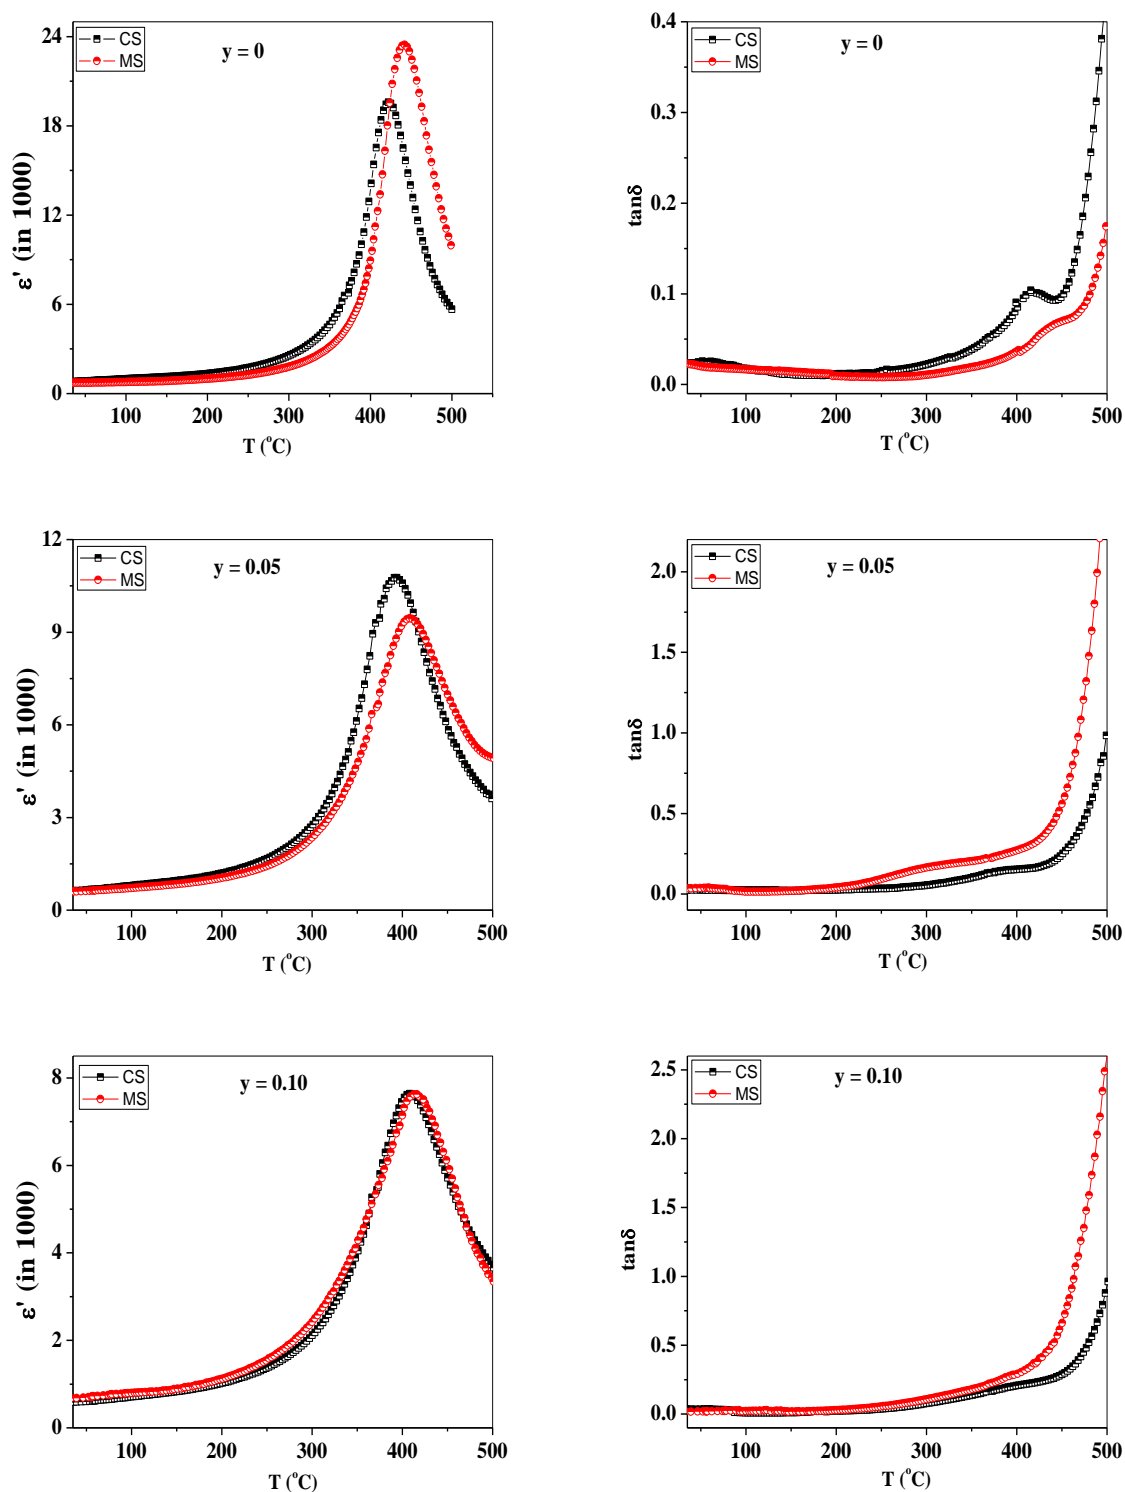 CS
MS
y = 0
24
18
12
6
0
ε' (in 1000)
100 200 300 400 500
T (°C)
CS
MS
y = 0
0.4
0.3
0.2
0.1
0.0
tanδ
100 200 300 400 500
T (°C)
CS
MS
y = 0.05
12
9
6
3
0
ε' (in 1000)
100 200 300 400 500
T (°C)
CS
MS
y = 0.05
2.0
1.5
1.0
0.5
0.0
tanδ
100 200 300 400 500
T (°C)
CS
MS
y = 0.10
8
6
4
2
0
ε' (in 1000)
100 200 300 400 500
T (°C)
CS
MS
y = 0.10
2.5
2.0
1.5
1.0
0.5
0.0
tanδ
100 200 300 400 500
T (°C)